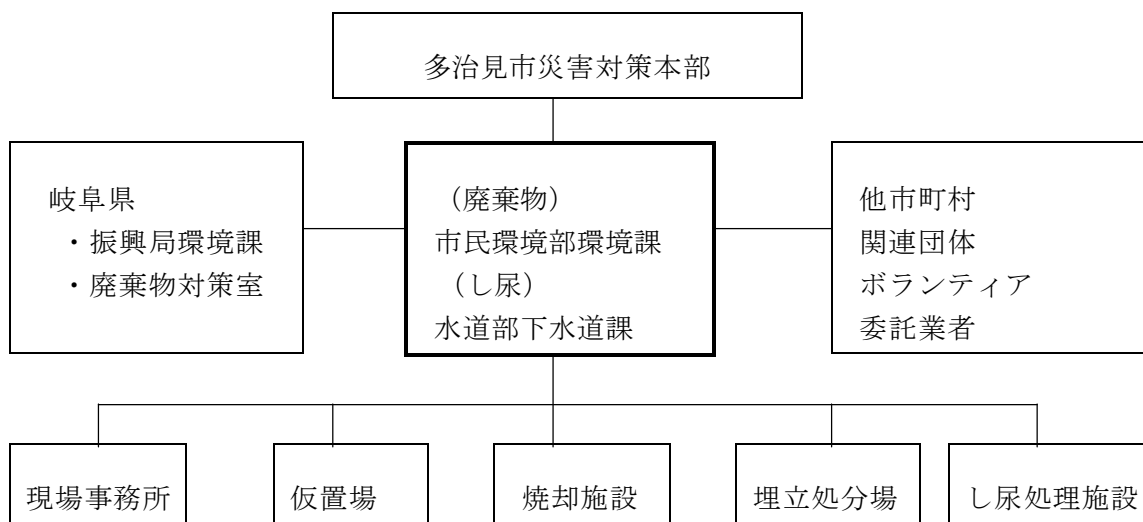 多治見市災害対策本部
岐阜県
・振興局環境課
・廃棄物対策室
（廃棄物）
市民環境部環境課
（し尿）
水道部下水道課
他市町村
関連団体
ボランティア
委託業者
現場事務所
仮置場
焼却施設
埋立処分場
し尿処理施設